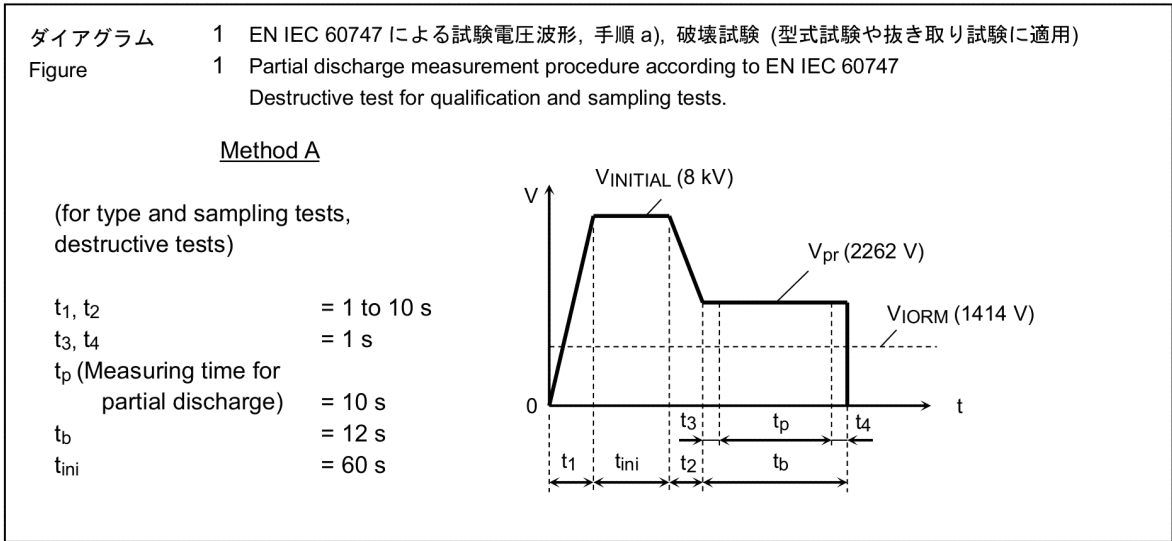 ダイアグラム 1 EN IEC 60747 による試験電圧波形, 手順 a), 破壊試験 (型式試験や抜き取り試験に適用)
Figure 1 Partial discharge measurement procedure according to EN IEC 60747
Destructive test for qualification and sampling tests.
Method A
(for type and sampling tests,
destructive tests)
t1, t2 = 1 to 10 s
t3, t4 = 1 s
tp (Measuring time for
partial discharge) = 10 s
tb = 12 s
tini = 60 s
V
VINITIAL (8 kV)
Vpr (2262 V)
VIORM (1414 V)
0
t
t3 tp t4
t1 tini t2 tb